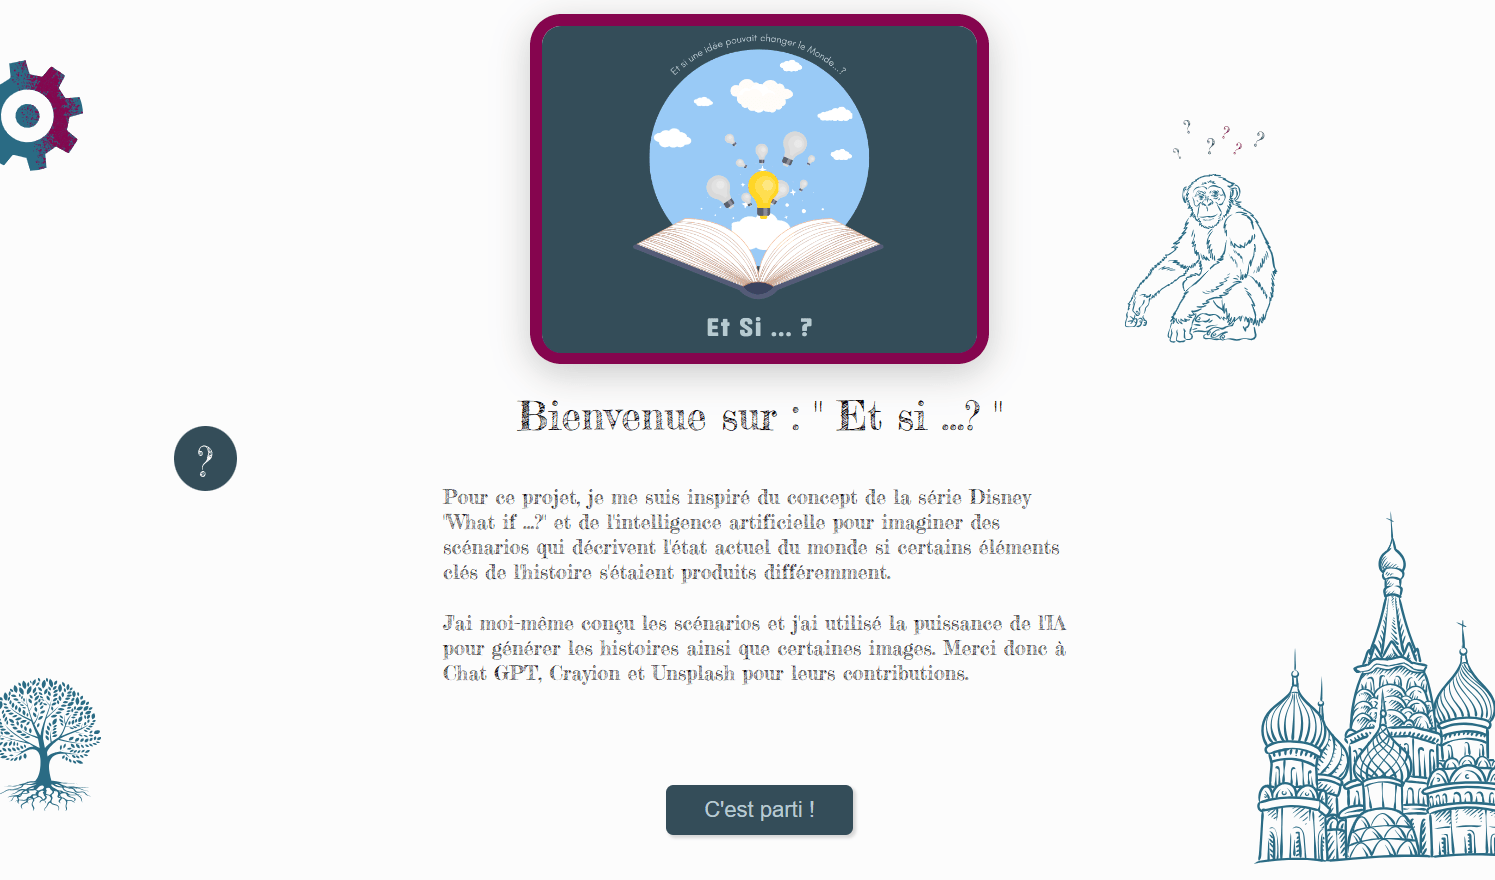 Et si une idée pouvait changer le Monde...?
Et Si ... ?
? ? ? ? ? ? ?
Bienvenue sur : " Et si ...? "
?
Pour ce projet, je me suis inspiré du concept de la série Disney
"What if ...?" et de l'intelligence artificielle pour imaginer des
scénarios qui décrivent l'état actuel du monde si certains éléments
clés de l'histoire s'étaient produits différemment.
J'ai moi-même conçu les scénarios et j'ai utilisé la puissance de l'IA
pour générer les histoires ainsi que certaines images. Merci donc à
Chat GPT, Crayion et Unsplash pour leurs contributions.
C'est parti !